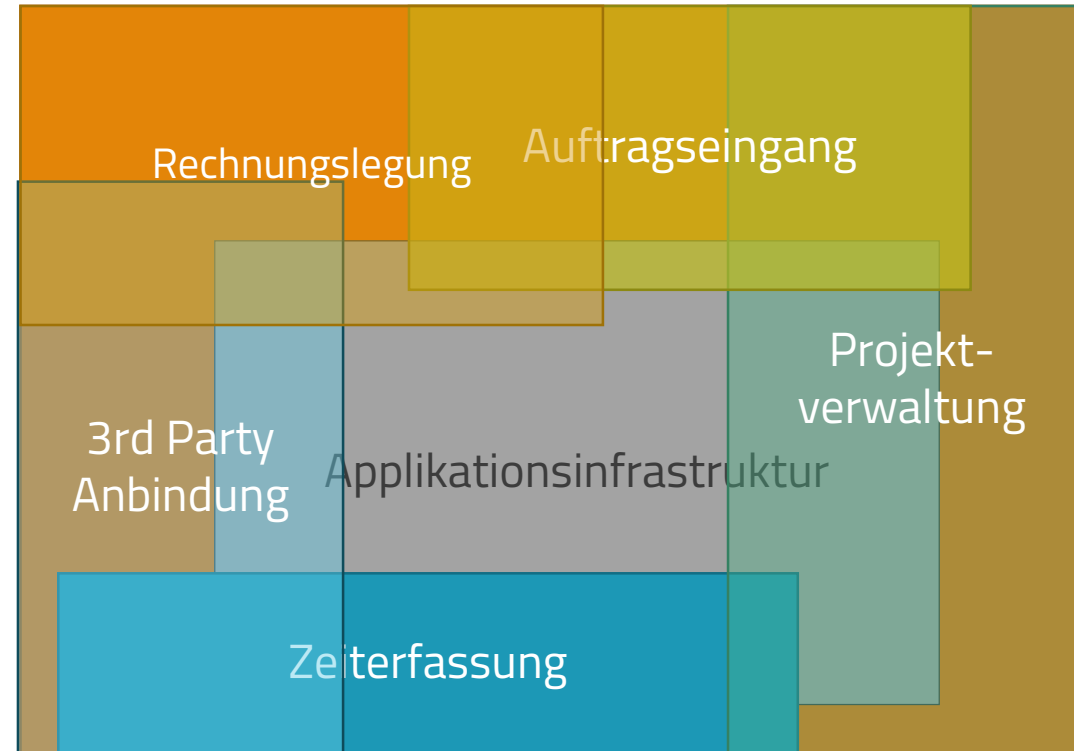 Auftragseingang
Rechnungslegung
Projekt-
verwaltung
3rd Party
Anbindung
Applikationsinfrastruktur
Zeiterfassung